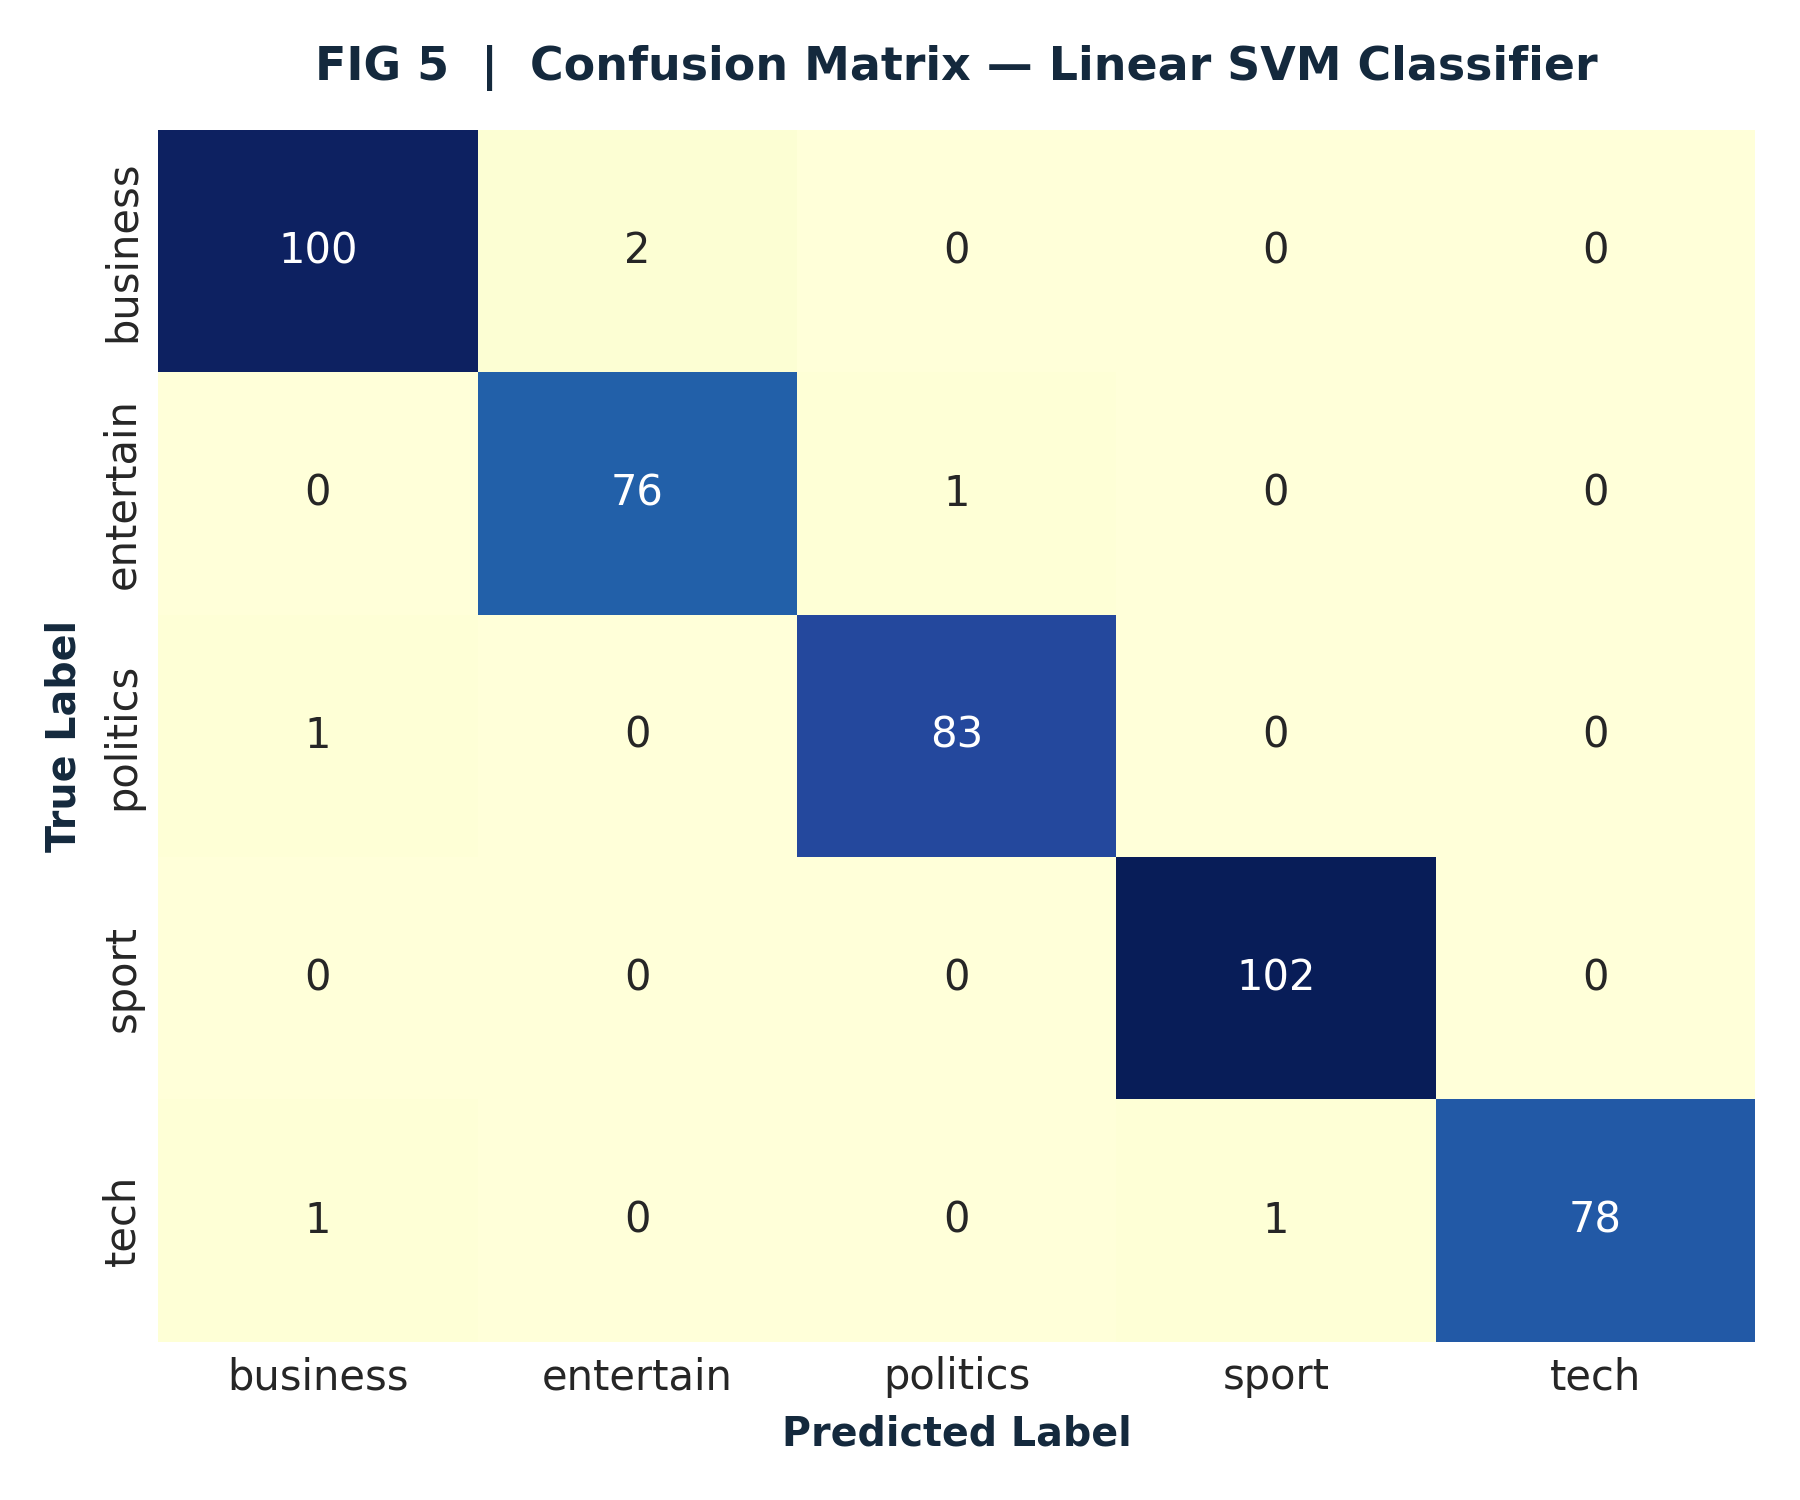 FIG 5 | Confusion Matrix — Linear SVM Classifier
True Label
business
100 2 0 0 0
entertain
0 76 1 0 0
politics
1 0 83 0 0
sport
0 0 0 102 0
tech
1 0 0 1 78
business entertain politics sport tech
Predicted Label